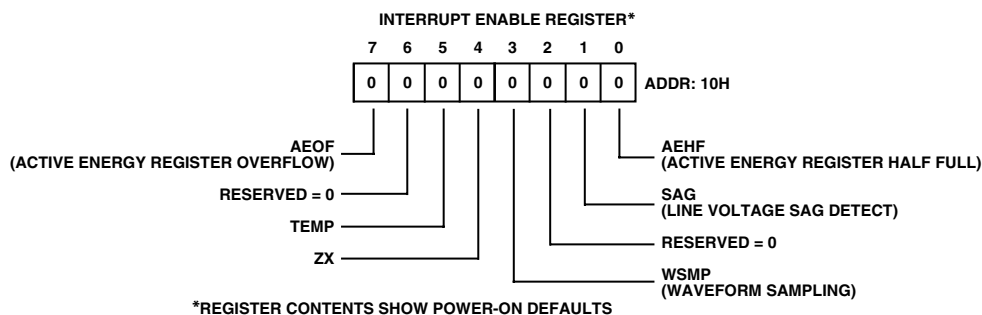 INTERRUPT ENABLE REGISTER*
7 6 5 4 3 2 1 0
0 0 0 0 0 0 0 0 ADDR: 10H
AEOF
(ACTIVE ENERGY REGISTER OVERFLOW)
RESERVED = 0
TEMP
ZX
AEHF
(ACTIVE ENERGY REGISTER HALF FULL)
SAG
(LINE VOLTAGE SAG DETECT)
RESERVED = 0
WSMP
(WAVEFORM SAMPLING)
*REGISTER CONTENTS SHOW POWER-ON DEFAULTS